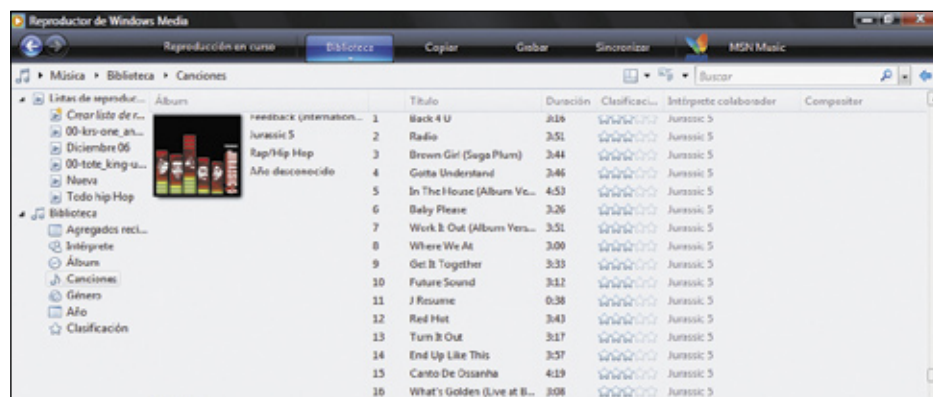 Reproductor de Windows Media
Reproducción en curso Biblioteca Copiar Grabar Sincronizar MSN Music
Música Biblioteca Canciones Buscar
Listas de reproduc... Álbum Título Duración Clasificaci... Intérprete colaborador Compositor
Crear lista de r...
00-krs-one_an...
Diciembre 06
00-tote_king-u...
Nueva
Todo hip Hop
Biblioteca
Agregados reci...
Intérprete
Álbum
Canciones
Género
Año
Clasificación
Feedback (Internation...
Jurassic 5
Rap/Hip Hop
Año desconocido
1 Back 4 U 3:16 Jurassic 5
2 Radio 3:51 Jurassic 5
3 Brown Girl (Suga Plum) 3:44 Jurassic 5
4 Gotta Understand 3:46 Jurassic 5
5 In The House (Album Ve... 4:53 Jurassic 5
6 Baby Please 3:26 Jurassic 5
7 Work It Out (Album Vers... 3:51 Jurassic 5
8 Where We At 3:00 Jurassic 5
9 Get It Together 3:33 Jurassic 5
10 Future Sound 3:12 Jurassic 5
11 J Resume 0:38 Jurassic 5
12 Red Hot 3:43 Jurassic 5
13 Turn It Out 3:17 Jurassic 5
14 End Up Like This 3:57 Jurassic 5
15 Canto De Ossanha 4:19 Jurassic 5
16 What's Golden (Live at B... 3:08 Jurassic 5